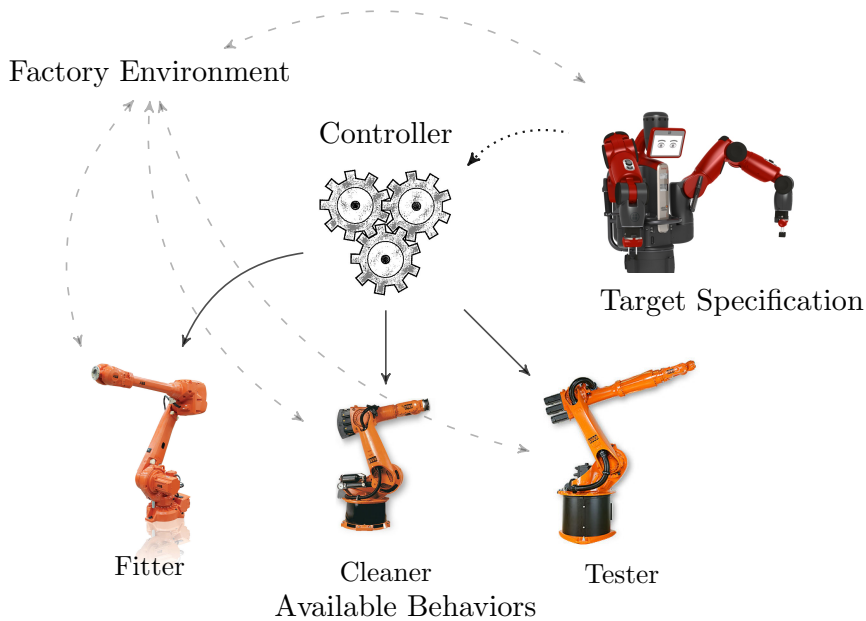 Factory Environment
Controller
Target Specification
Fitter
Cleaner
Tester
Available Behaviors